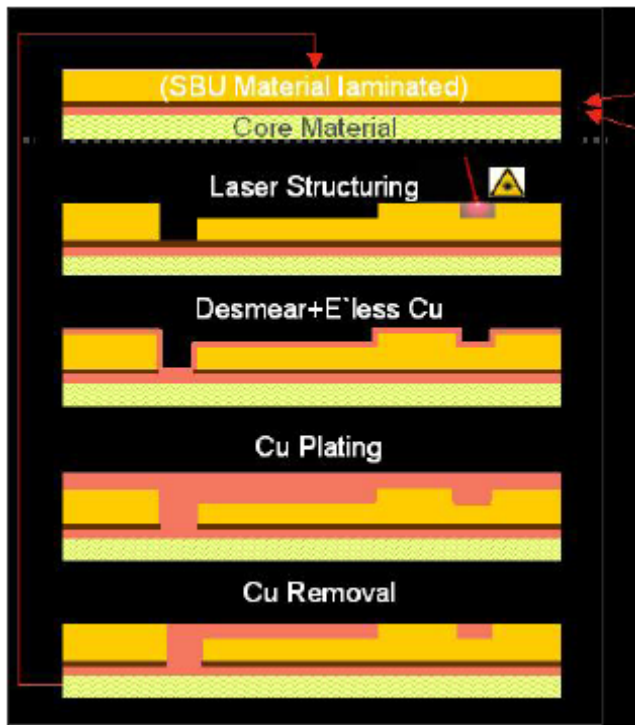 (SBU Material laminated)
Core Material
Laser Structuring
Desmear+E`less Cu
Cu Plating
Cu Removal